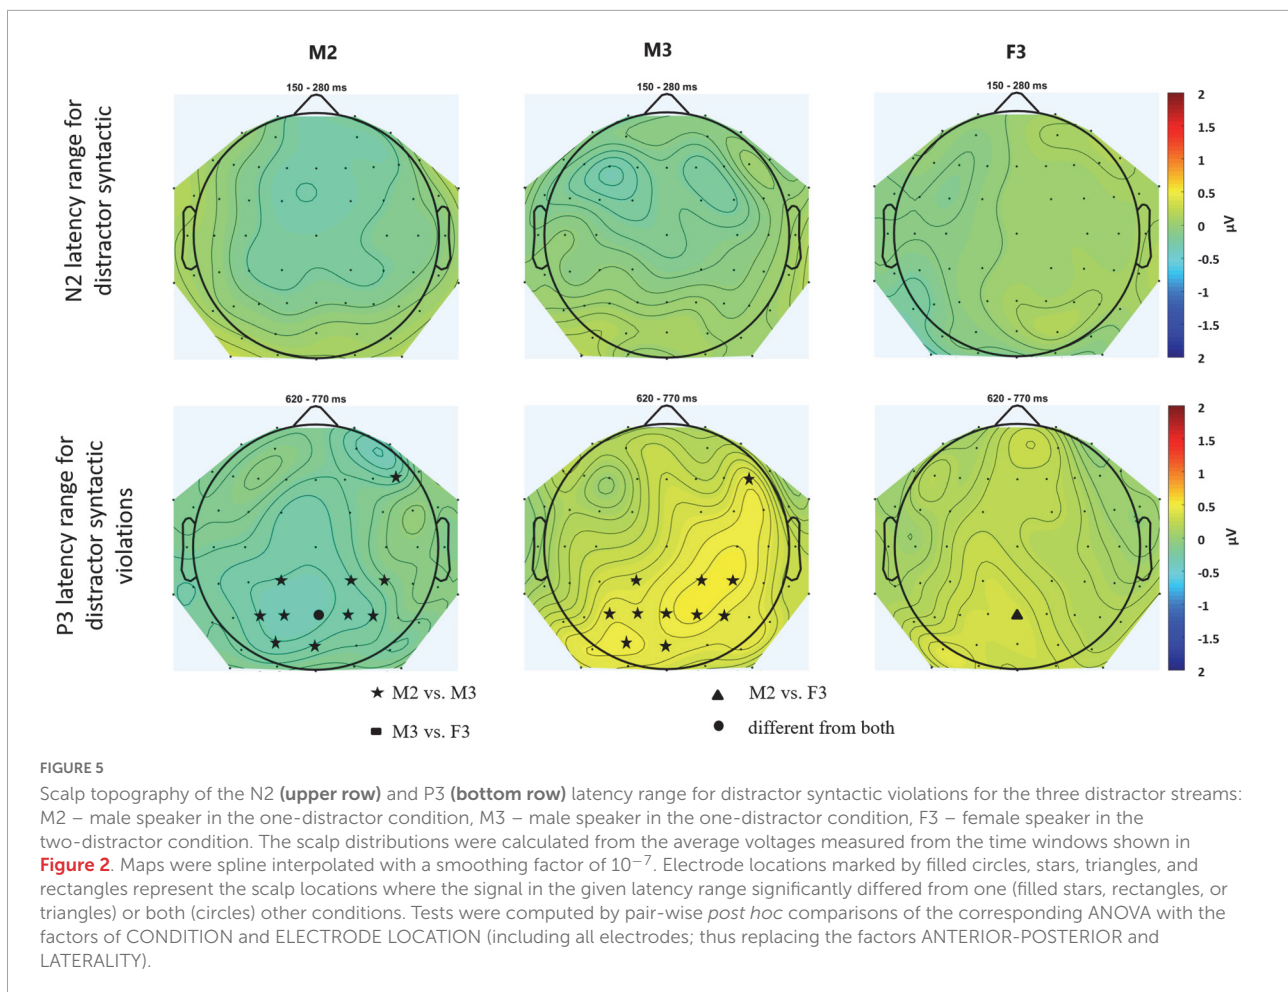 M2
M3
F3
150 - 280 ms
150 - 280 ms
150 - 280 ms
N2 latency range for
distractor syntactic
2
1.5
1
0.5
0
-0.5
-1
-1.5
2
µV
620 - 770 ms
620 - 770 ms
620 - 770 ms
P3 latency range for
distractor syntactic
violations
2
1.5
1
0.5
0
-0.5
-1
-1.5
2
µV
★ M2 vs. M3
▲ M2 vs. F3
■ M3 vs. F3
● different from both
FIGURE 5
Scalp topography of the N2 (upper row) and P3 (bottom row) latency range for distractor syntactic violations for the three distractor streams:
M2 – male speaker in the one-distractor condition, M3 – male speaker in the one-distractor condition, F3 – female speaker in the
two-distractor condition. The scalp distributions were calculated from the average voltages measured from the time windows shown in
Figure 2. Maps were spline interpolated with a smoothing factor of 10⁻⁷. Electrode locations marked by filled circles, stars, triangles, and
rectangles represent the scalp locations where the signal in the given latency range significantly differed from one (filled stars, rectangles, or
triangles) or both (circles) other conditions. Tests were computed by pair-wise post hoc comparisons of the corresponding ANOVA with the
factors of CONDITION and ELECTRODE LOCATION (including all electrodes; thus replacing the factors ANTERIOR-POSTERIOR and
LATERALITY).